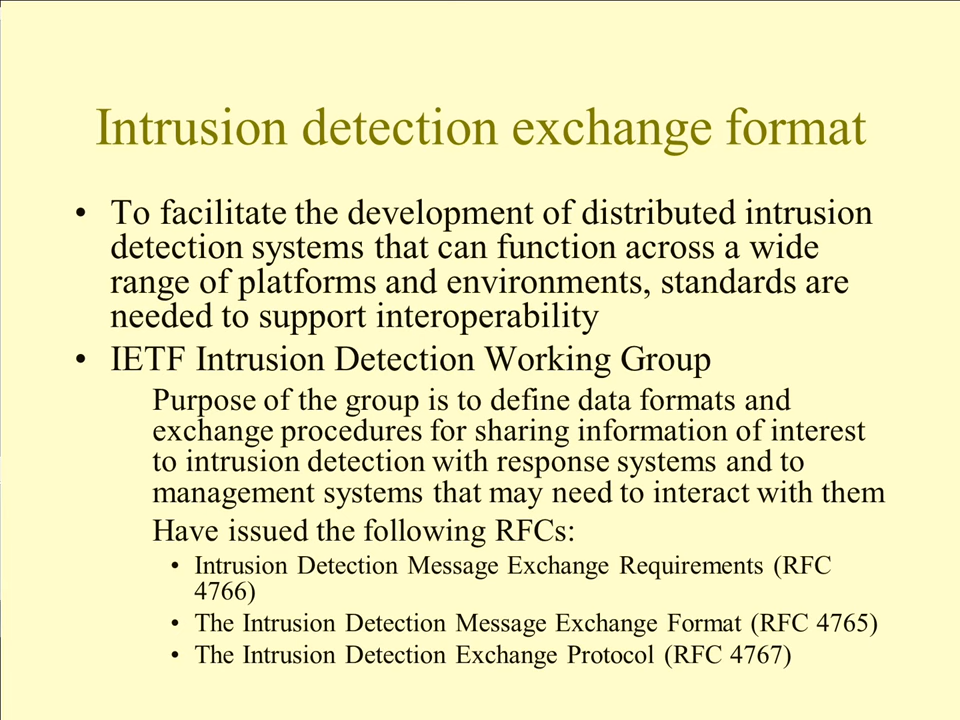 Intrusion detection exchange format
• To facilitate the development of distributed intrusion
detection systems that can function across a wide
range of platforms and environments, standards are
needed to support interoperability
• IETF Intrusion Detection Working Group
Purpose of the group is to define data formats and
exchange procedures for sharing information of interest
to intrusion detection with response systems and to
management systems that may need to interact with them
Have issued the following RFCs:
• Intrusion Detection Message Exchange Requirements (RFC
4766)
• The Intrusion Detection Message Exchange Format (RFC 4765)
• The Intrusion Detection Exchange Protocol (RFC 4767)